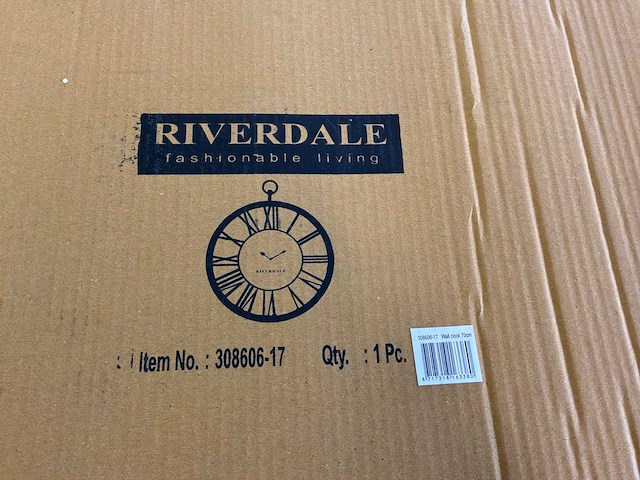 RIVERDALE
fashionable living
RIVERDALE
Item No. : 308606-17 Qty. : 1 Pc.
308606-17 Wall clock 70cm